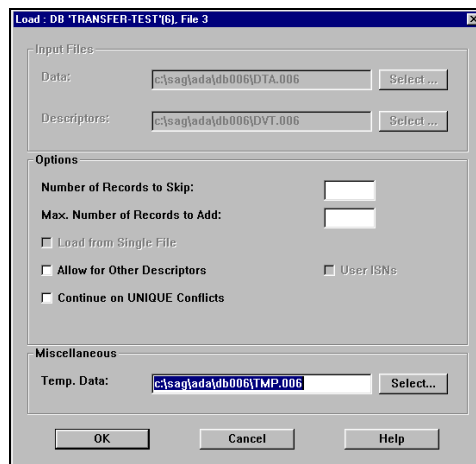 Load : DB 'TRANSFER-TEST'(6), File 3
Input Files
Data: c:\sag\ada\db006\DTA.006 Select ...
Descriptors: c:\sag\ada\db006\DVT.006 Select ...
Options
Number of Records to Skip:
Max. Number of Records to Add:
Load from Single File
Allow for Other Descriptors User ISNs
Continue on UNIQUE Conflicts
Miscellaneous
Temp. Data: c:\sag\ada\db006\TMP.006 Select...
OK Cancel Help